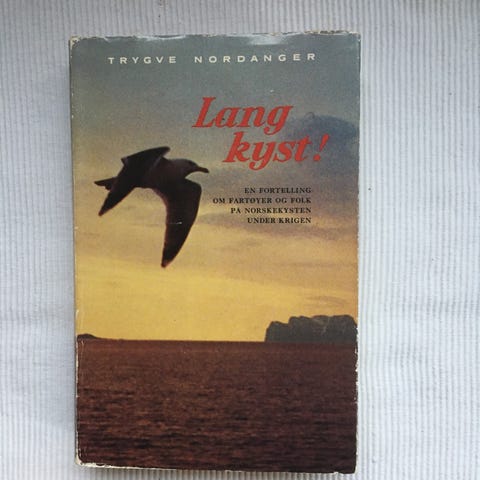 TRYGVE NORDANGER
Lang
kyst!
EN FORTELLING
OM FARTØYER OG FOLK
PÅ NORSKEKYSTEN
UNDER KRIGEN